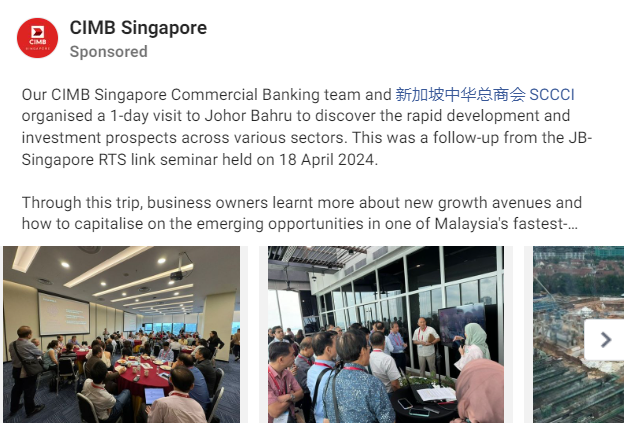 CIMB Singapore
Sponsored
CIMB
SINGAPORE
Our CIMB Singapore Commercial Banking team and 新加坡中华总商会 SCCCI
organised a 1-day visit to Johor Bahru to discover the rapid development and
investment prospects across various sectors. This was a follow-up from the JB-
Singapore RTS link seminar held on 18 April 2024.
Through this trip, business owners learnt more about new growth avenues and
how to capitalise on the emerging opportunities in one of Malaysia's fastest-...